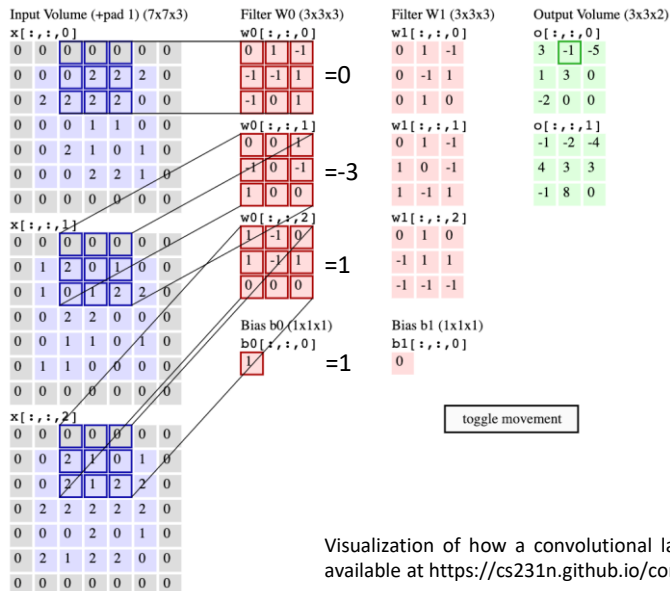 Input Volume (+pad 1) (7x7x3)
x[:,:,0]
0 0 0 0 0 0 0
0 0 0 2 2 2 0
0 2 2 2 2 0 0
0 0 0 1 1 0 0
0 0 2 1 0 1 0
0 0 0 2 2 1 0
0 0 0 0 0 0 0
x[:,:,1]
0 0 0 0 0 0 0
0 1 2 0 1 0 0
0 1 0 1 2 2 0
0 0 2 2 0 0 0
0 0 1 1 0 1 0
0 1 1 0 0 0 0
0 0 0 0 0 0 0
x[:,:,2]
0 0 0 0 0 0 0
0 0 2 1 0 1 0
0 0 2 1 2 2 0
0 2 2 2 2 2 0
0 0 0 2 0 1 0
0 2 1 2 2 0 0
0 0 0 0 0 0 0
Filter W0 (3x3x3)
w0[:,:,0]
0 1 -1
-1 -1 1 =0
-1 0 1
w0[:,:,1]
0 0 1
-1 0 -1 =-3
1 0 0
w0[:,:,2]
1 -1 0
1 -1 1 =1
0 0 0
Bias b0 (1x1x1)
b0[:,:,0]
1 =1
Filter W1 (3x3x3)
w1[:,:,0]
0 1 -1
0 -1 1
0 1 0
w1[:,:,1]
0 1 -1
1 0 -1
1 -1 1
w1[:,:,2]
0 1 0
-1 1 1
-1 -1 -1
Bias b1 (1x1x1)
b1[:,:,0]
0
Output Volume (3x3x2)
o[:,:,0]
3 -1 -5
1 3 0
-2 0 0
o[:,:,1]
-1 -2 -4
4 3 3
-1 8 0
toggle movement
Visualization of how a convolutional
available at